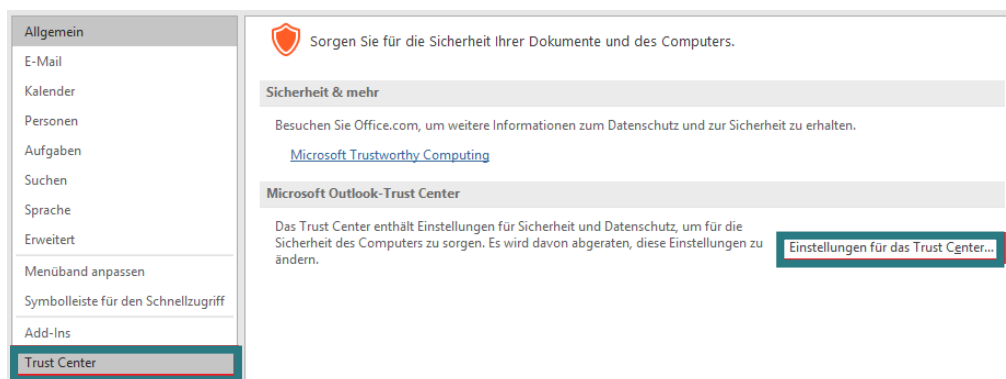 Allgemein
E-Mail
Kalender
Personen
Aufgaben
Suchen
Sprache
Erweitert
Menüband anpassen
Symbolleiste für den Schnellzugriff
Add-Ins
Trust Center
Sorgen Sie für die Sicherheit Ihrer Dokumente und des Computers.
Sicherheit & mehr
Besuchen Sie Office.com, um weitere Informationen zum Datenschutz und zur Sicherheit zu erhalten.
Microsoft Trustworthy Computing
Microsoft Outlook-Trust Center
Das Trust Center enthält Einstellungen für Sicherheit und Datenschutz, um für die
Sicherheit des Computers zu sorgen. Es wird davon abgeraten, diese Einstellungen zu
ändern.
Einstellungen für das Trust Center...